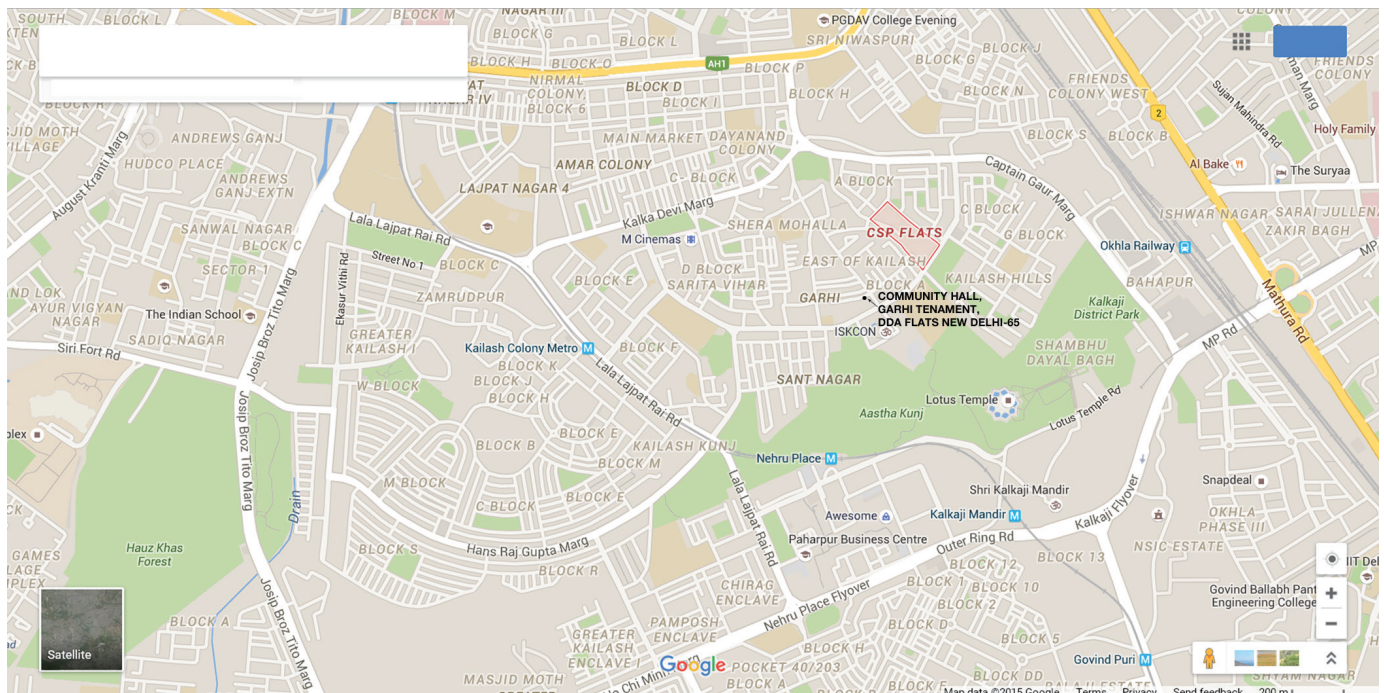 SOUTH
BLOCK M
NAGAR III
BLOCK G
BLOCK L
PGDAV College Evening
SRI NIWASPURI
BLOCK G
BLOCK J
COLONY
FRIENDS
COLONY
BLOCK H
BLOCK O
AH1
BLOCK P
NIRMAL
COLONY,
BLOCK 6
BLOCK D
BLOCK I
BLOCK H
BLOCK N
FRIENDS
COLONY WEST
2
Sujan Mahindra Rd
Holy Family
August Kranti Marg
ANDREWS GANJ
HUDCO PLACE
ANDREWS
GANJ EXTN
MAIN MARKET
DAYANAND
COLONY
BLOCK S
BLOCK B
AMAR COLONY
C- BLOCK
LAJPAT NAGAR 4
Al Bake
The Suryaa
A BLOCK
Captain Gaur Marg
Kalka Devi Marg
C BLOCK
ISHWAR NAGAR
SARAI JULLENA
ZAKIR BAGH
Lala Lajpat Rai Rd
SHERA MOHALLA
CSP FLATS
G BLOCK
SANWAL NAGAR
BLOCK C
M Cinemas
Okhla Railway
Street No 1
BLOCK C
D BLOCK
SARITA VIHAR
EAST OF KAILASH
KAILASH HILLS
BAHAPUR
SECTOR 1
Ekasur Vithi Rd
ZAMRUDPUR
BLOCK E
BLOCK A
GARHI
COMMUNITY HALL,
GARHI TENAMENT,
DDA FLATS NEW DELHI-65
Kalkaji
District Park
Mathura Rd
AYUR VIGYAN
NAGAR
The Indian School
SADIQ NAGAR
Josip Broz Tito Marg
GREATER
KAILASH I
ISKCON
MP Rd
Siri Fort Rd
Kailash Colony Metro
BLOCK F
SHAMBHU
DAYAL BAGH
BLOCK K
BLOCK J
BLOCK H
W BLOCK
Lala Lajpat Rai Rd
SANT NAGAR
Aastha Kunj
Lotus Temple
Lotus Temple Rd
Josip Broz Tito Marg
BLOCK B
BLOCK E
BLOCK M
KAILASH KUNJ
Nehru Place
M BLOCK
C BLOCK
BLOCK E
Lala Lajpat Rai Rd
Drain
Shri Kalkaji Mandir
Snapdeal
Awesome
Kalkaji Mandir
Kalkaji Flyover
OKHLA
PHASE III
Hauz Khas
Forest
BLOCK S
Hans Raj Gupta Marg
BLOCK R
Paharpur Business Centre
Outer Ring Rd
NSIC-ESTATE
BLOCK 13
BLOCK 12
BLOCK 10
BLOCK 2
Josip Broz Tito Marg
CHIRAG
ENCLAVE
Nehru Place Flyover
Govind Ballabh Pant
Engineering College
BLOCK A
Satellite
GREATER
KAILASH
ENCLAVE I
PAMPOSH
ENCLAVE
BLOCK H
BLOCK D
BLOCK 5
MASJID MOTH
GREATER
Google
BLOCK A
POCKET 40/203
BLOCK E
BLOCK DD
Govind Puri
Map data ©2015 Google Terms Privacy Send feedback 200 m